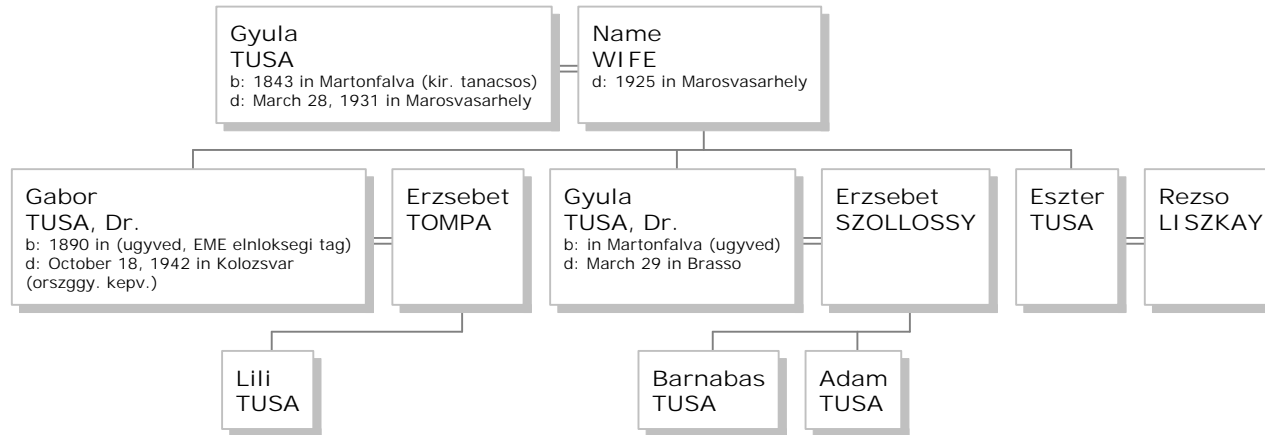 Gyula
TUSA
b: 1843 in Martonfalva (kir. tanacsos)
d: March 28, 1931 in Marosvasarhely
Name
WIFE
d: 1925 in Marosvasarhely
Gabor
TUSA, Dr.
b: 1890 in (ugyved, EME elnloksegi tag)
d: October 18, 1942 in Kolozsvar
(orszggy. kepv.)
Erzsebet
TOMPA
Gyula
TUSA, Dr.
b: in Martonfalva (ugyved)
d: March 29 in Brasso
Erzsebet
SZOLLOSSY
Eszter
TUSA
Rezso
LISZKAY
Lili
TUSA
Barnabas
TUSA
Adam
TUSA